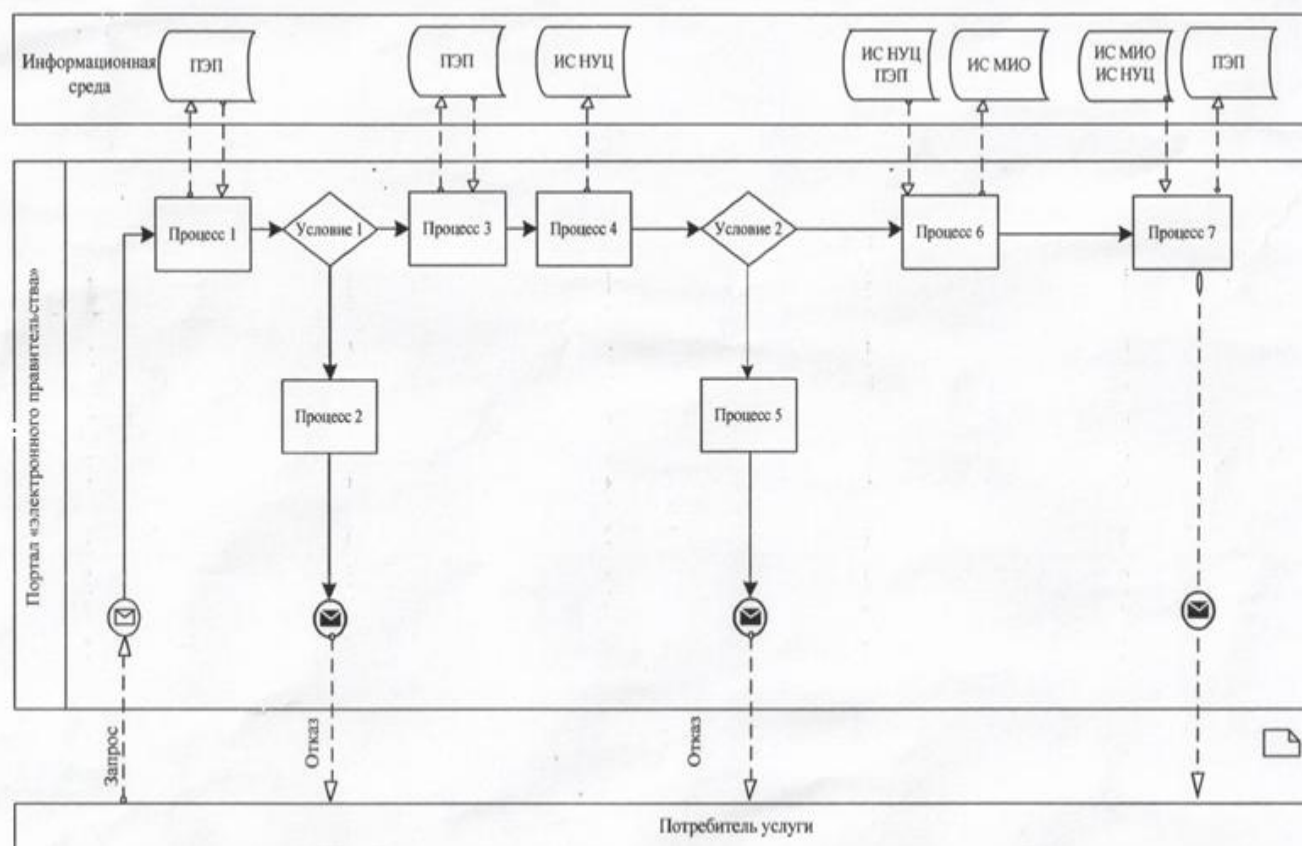 Информационная
среда
ПЭП
ПЭП
ИС НУЦ
ИС НУЦ
ПЭП
ИС МИО
ИС МИО
ИС НУЦ
ПЭП
Портал «электронного правительства»
Процесс 1
Условие 1
Процесс 3
Процесс 4
Условие 2
Процесс 6
Процесс 7
Процесс 2
Процесс 5
Запрос
Отказ
Отказ
Потребитель услуги